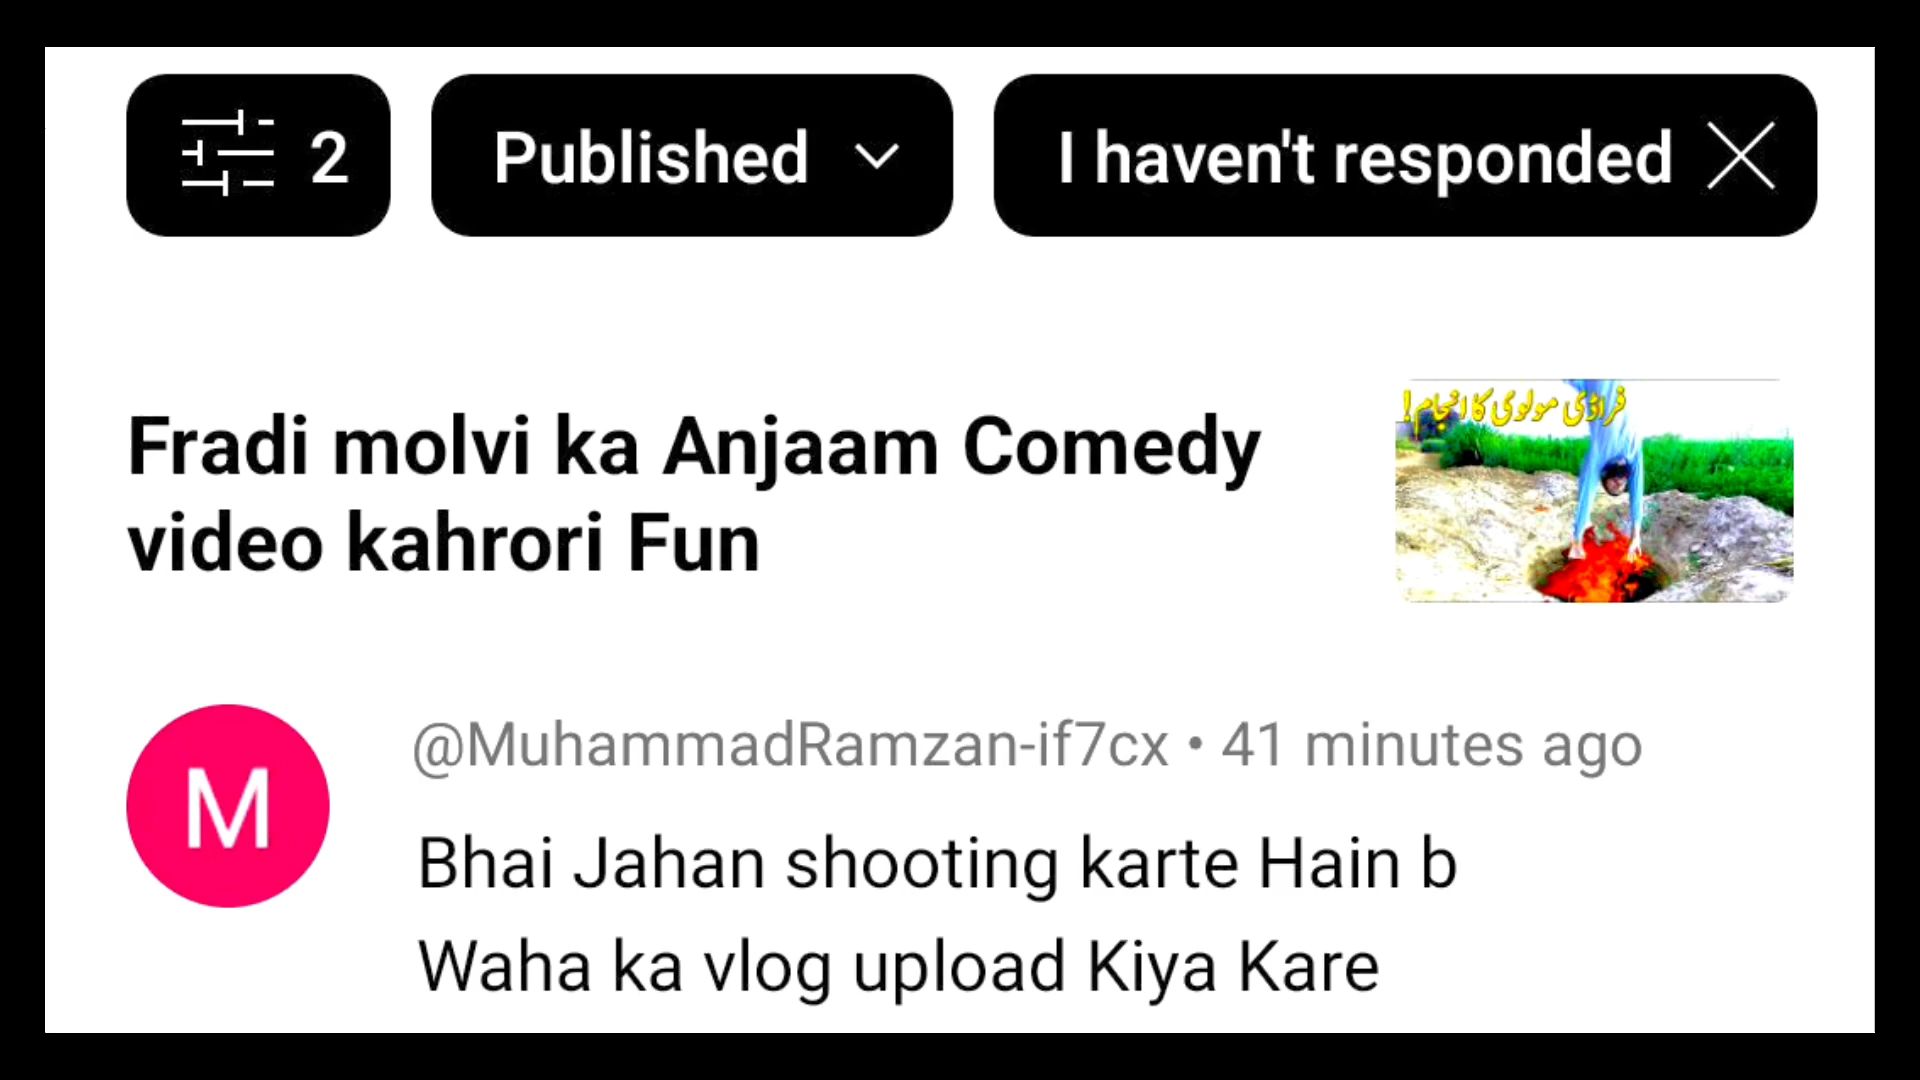 2
Published
I haven't responded
Fradi molvi ka Anjaam Comedy
video kahrori Fun
فراڈی مولوی کا انجام!
M
@MuhammadRamzan-if7cx • 41 minutes ago
Bhai Jahan shooting karte Hain b
Waha ka vlog upload Kiya Kare